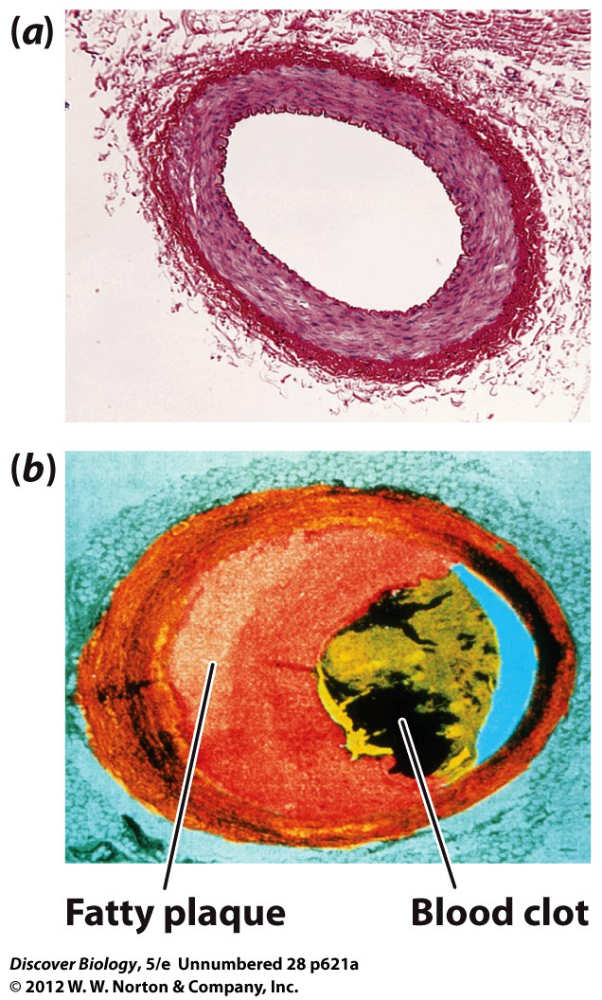 (a)
(b)
Fatty plaque
Blood clot
Discover Biology, 5/e Unnumbered 28 p621a
© 2012 W. W. Norton & Company, Inc.